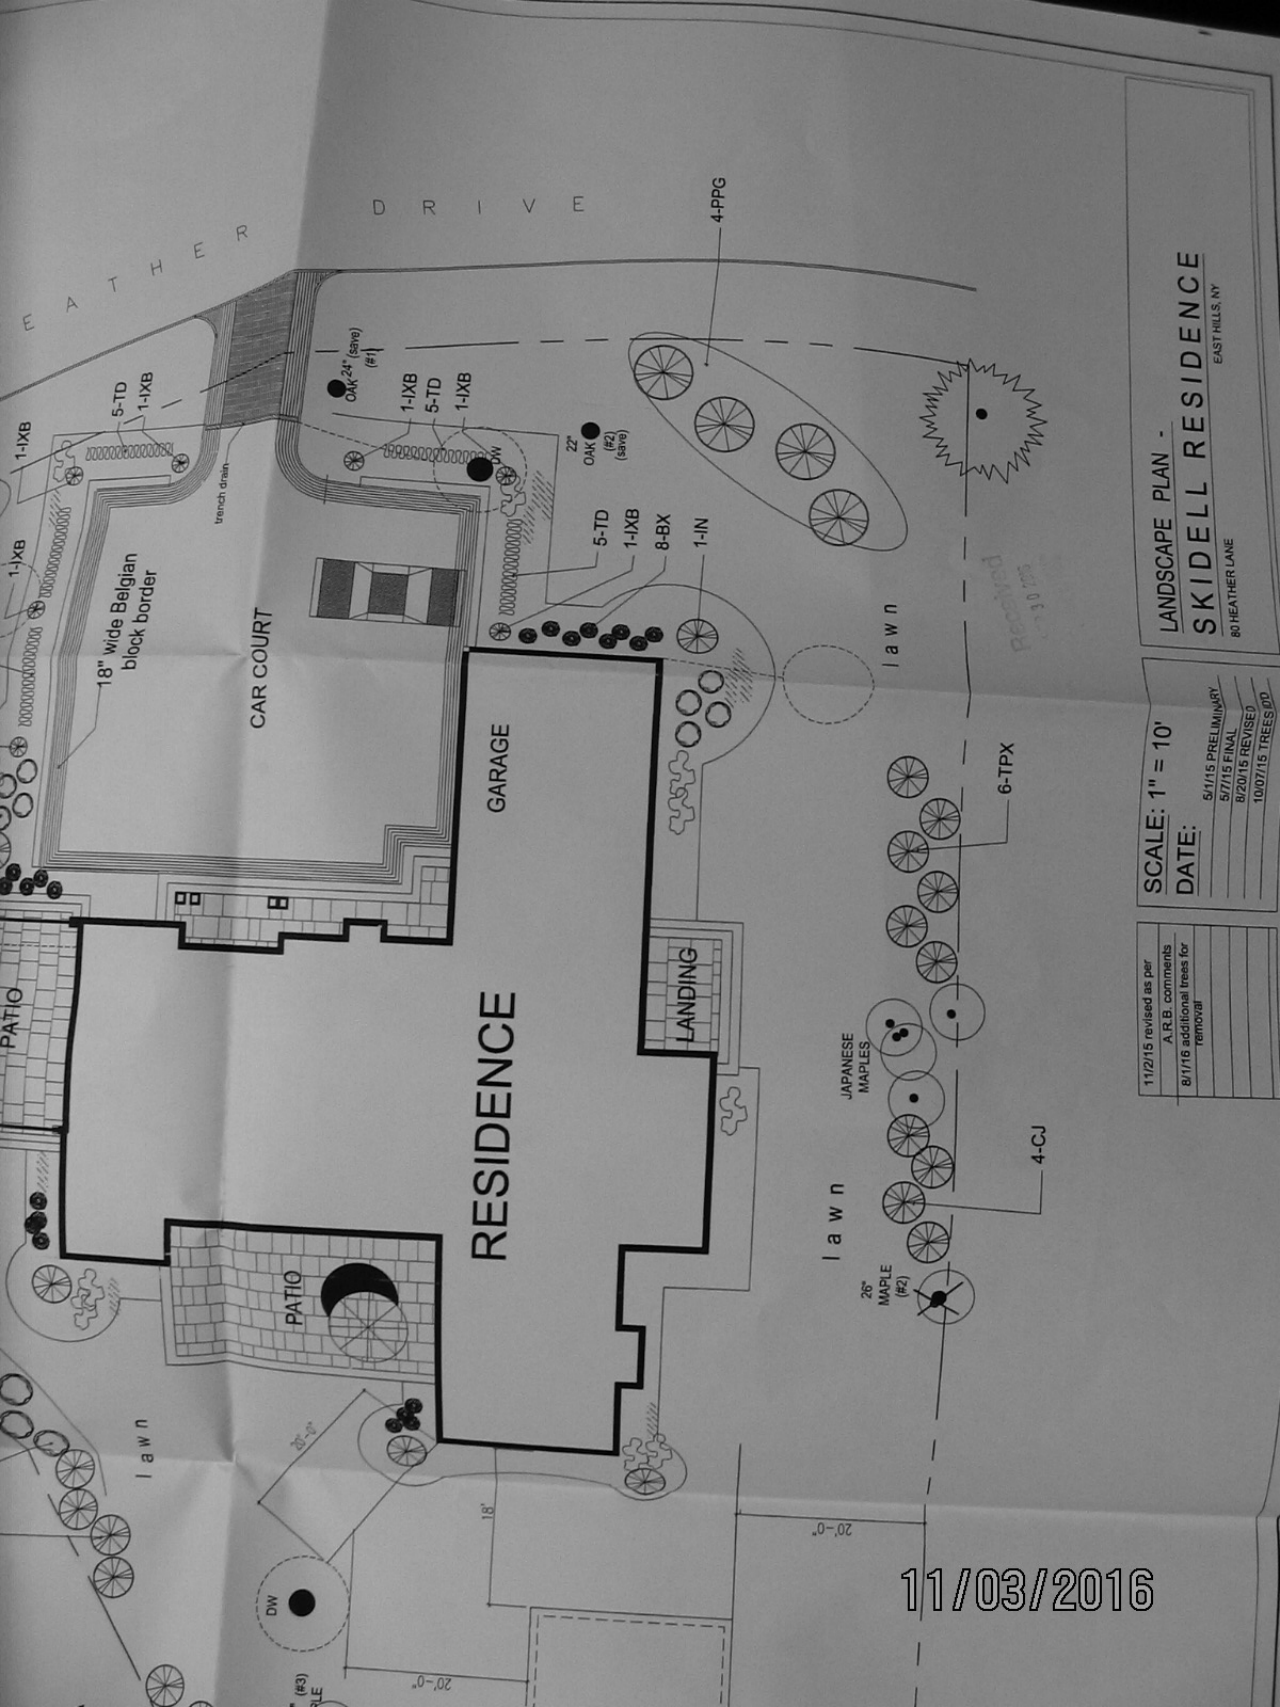 EATHER
DRIVE
4-PPG
OAK 24" (save)
(#1)
1-IXB
5-TD
1-IXB
1-IXB
5-TD
1-IXB
22"
OAK
(#2)
(save)
DW
trench drain
1-IXB
18" wide Belgian
block border
CAR COURT
5-TD
1-IXB
8-BX
1-IN
lawn
Received
GARAGE
6-TPX
PATIO
LANDING
RESIDENCE
JAPANESE
MAPLES
4-CJ
lawn
26"
MAPLE
(#2)
PATIO
lawn
20'-0"
18'
20'-0"
DW
20'-0"
(#3)
PLE
LANDSCAPE PLAN -
SKIDELL RESIDENCE
80 HEATHER LANE
EAST HILLS, NY
SCALE: 1" = 10'
DATE:
5/1/15 PRELIMINARY
5/7/15 FINAL
8/20/15 REVISED
10/07/15 TREES DD
11/2/15 revised as per
A.R.B. comments
8/1/16 additional trees for
removal
11/03/2016